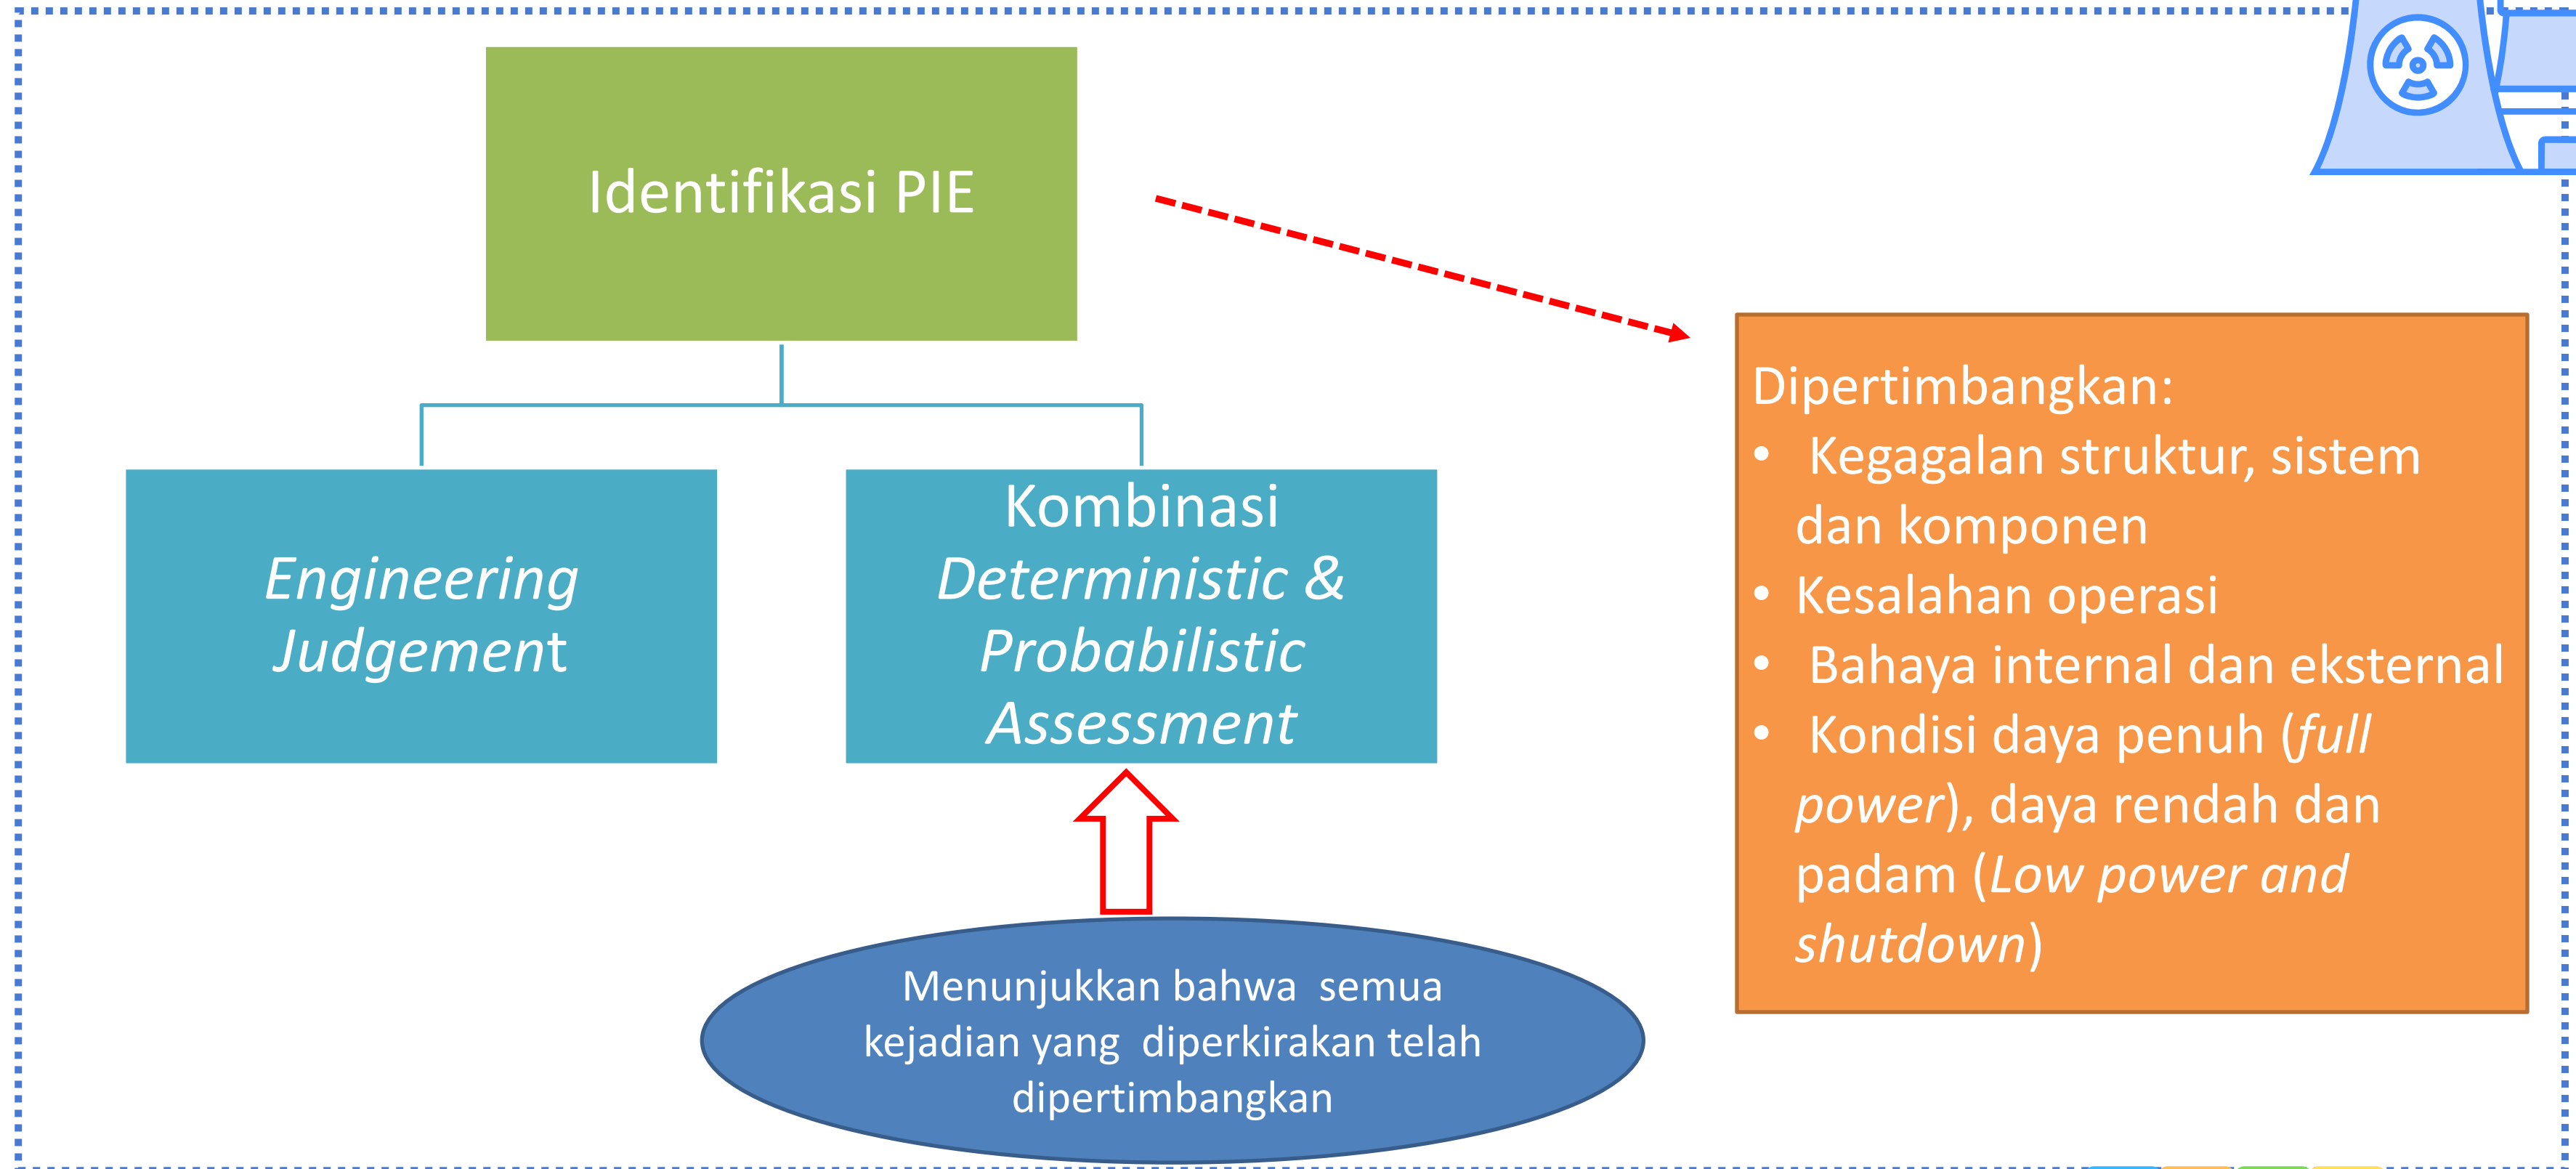 Identifikasi PIE
Engineering
Judgement
Kombinasi
Deterministic &
Probabilistic
Assessment
Menunjukkan bahwa semua
kejadian yang diperkirakan telah
dipertimbangkan
Dipertimbangkan:
• Kegagalan struktur, sistem
dan komponen
• Kesalahan operasi
• Bahaya internal dan eksternal
• Kondisi daya penuh (full
power), daya rendah dan
padam (Low power and
shutdown)